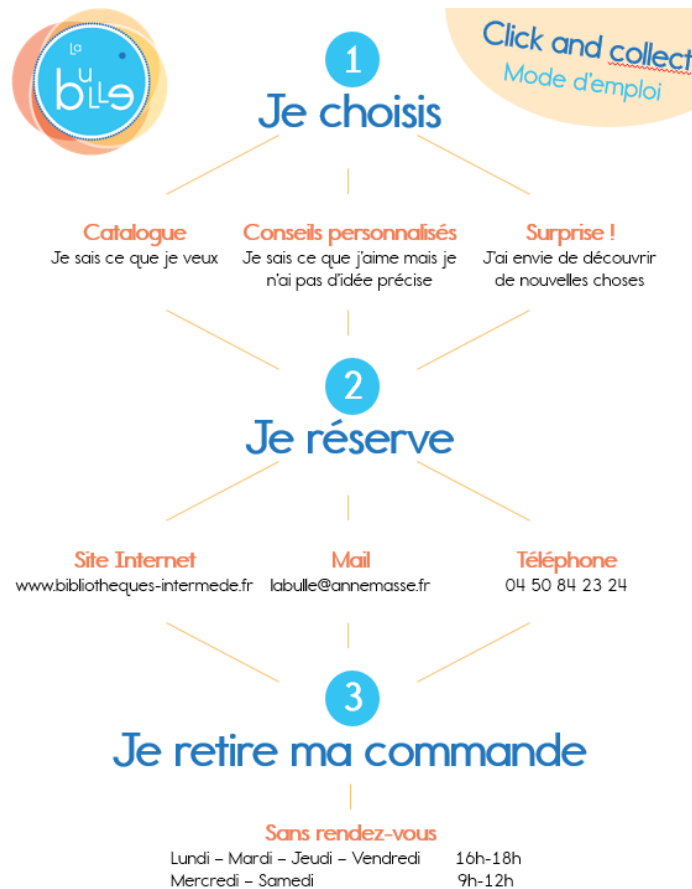 La
bulle
Click and collect
Mode d'emploi
1
Je choisis
Catalogue
Je sais ce que je veux
Conseils personnalisés
Je sais ce que j'aime mais je
n'ai pas d'idée précise
Surprise !
J'ai envie de découvrir
de nouvelles choses
2
Je réserve
Site Internet
www.bibliotheques-intermede.fr
Mail
labulle@annemasse.fr
Téléphone
04 50 84 23 24
3
Je retire ma commande
Sans rendez-vous
Lundi – Mardi – Jeudi – Vendredi 16h-18h
Mercredi – Samedi 9h-12h